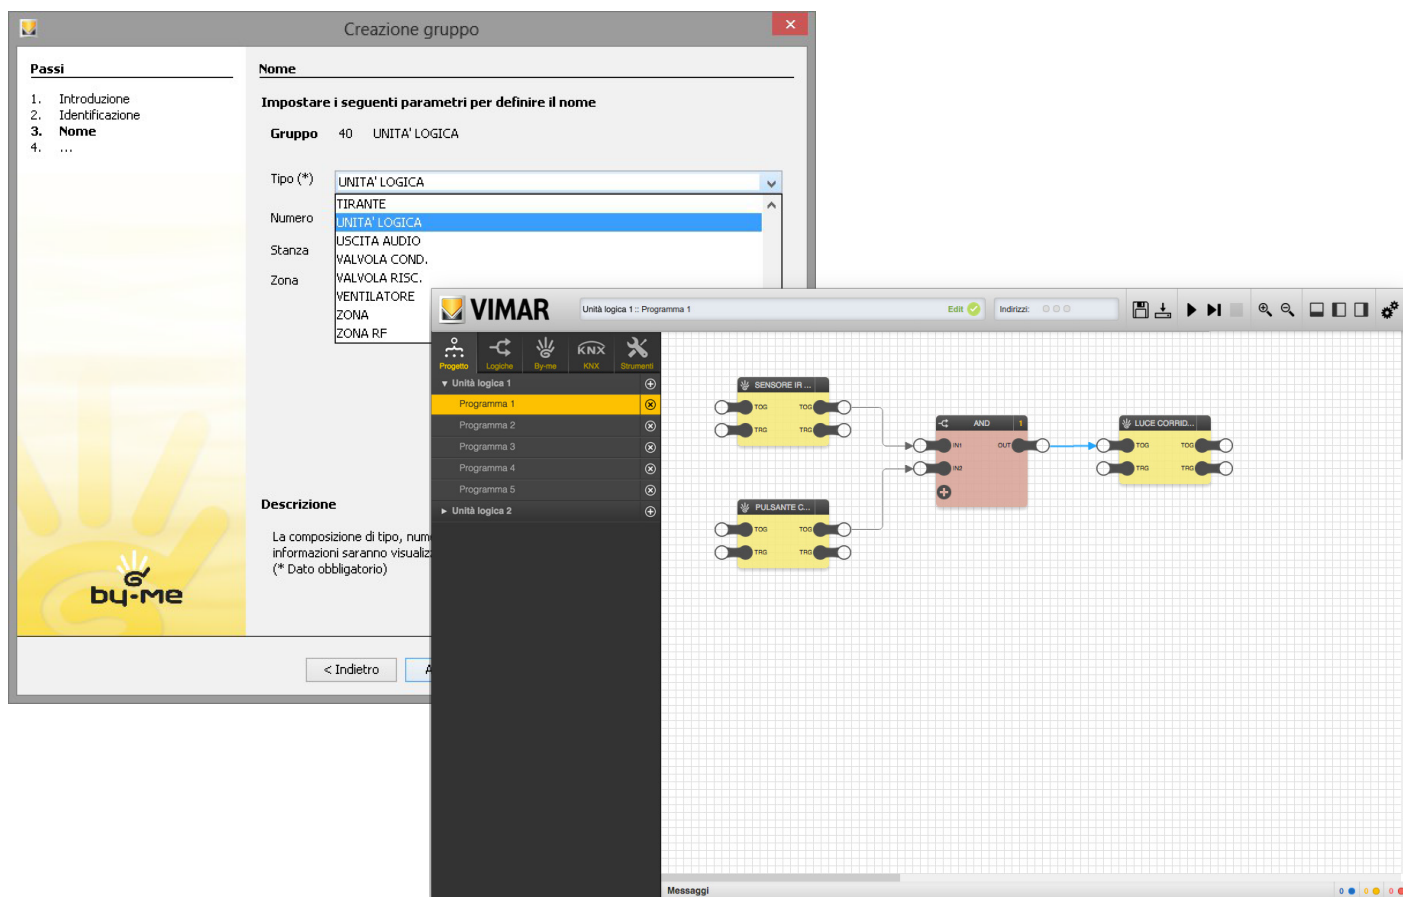 Creazione gruppo
Passi
1. Introduzione
2. Identificazione
3. Nome
4. ...
by-me
Nome
Impostare i seguenti parametri per definire il nome
Gruppo 40 UNITA' LOGICA
Tipo (*) UNITA' LOGICA
TIRANTE
Numero UNITA' LOGICA
USCITA AUDIO
Stanza
VALVOLA COND.
Zona VALVOLA RISC.
VENTILATORE
ZONA
ZONA RF
Descrizione
La composizione di tipo,
informazioni saranno
(* Dato obbligatorio)
< Indietro
VIMAR
Unità logica 1 :: Programma 1
Edit
Indirizzi:
Progetto Logiche By-me KNX Strumenti
KNX
Unità logica 1
Programma 1
Programma 2
Programma 3
Programma 4
Programma 5
Unità logica 2
SENSORE IR ...
TOG TOG
TRG TRG
PULSANTE C...
TOG TOG
TRG TRG
AND 1
IN1 OUT
IN2
LUCE CORRID...
TOG TOG
TRG TRG
Messaggi
0 0 0